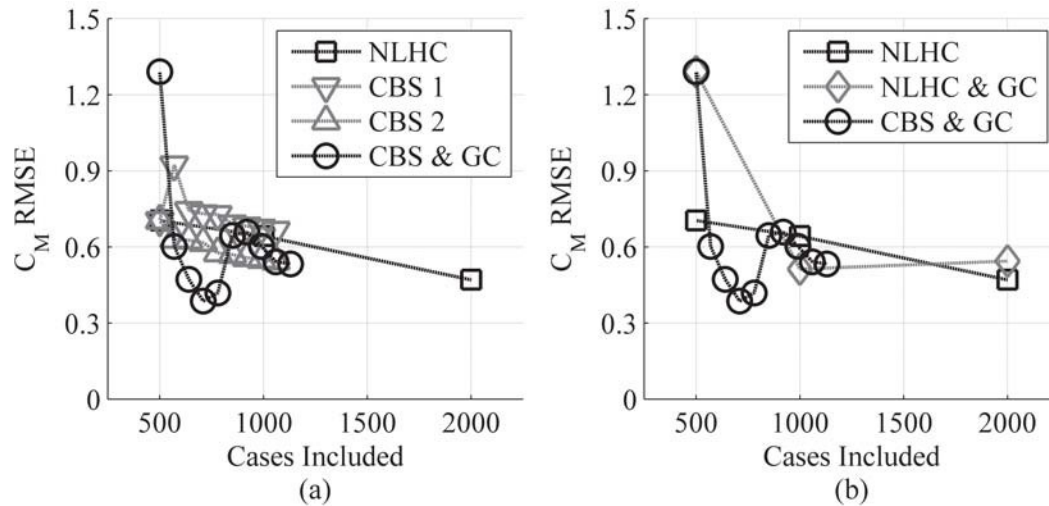 1.5
1.2
0.9
0.6
0.3
0
C_M RMSE
NLHC
CBS 1
CBS 2
CBS & GC
500 1000 1500 2000
Cases Included
(a)
1.5
1.2
0.9
0.6
0.3
0
C_M RMSE
NLHC
NLHC & GC
CBS & GC
500 1000 1500 2000
Cases Included
(b)